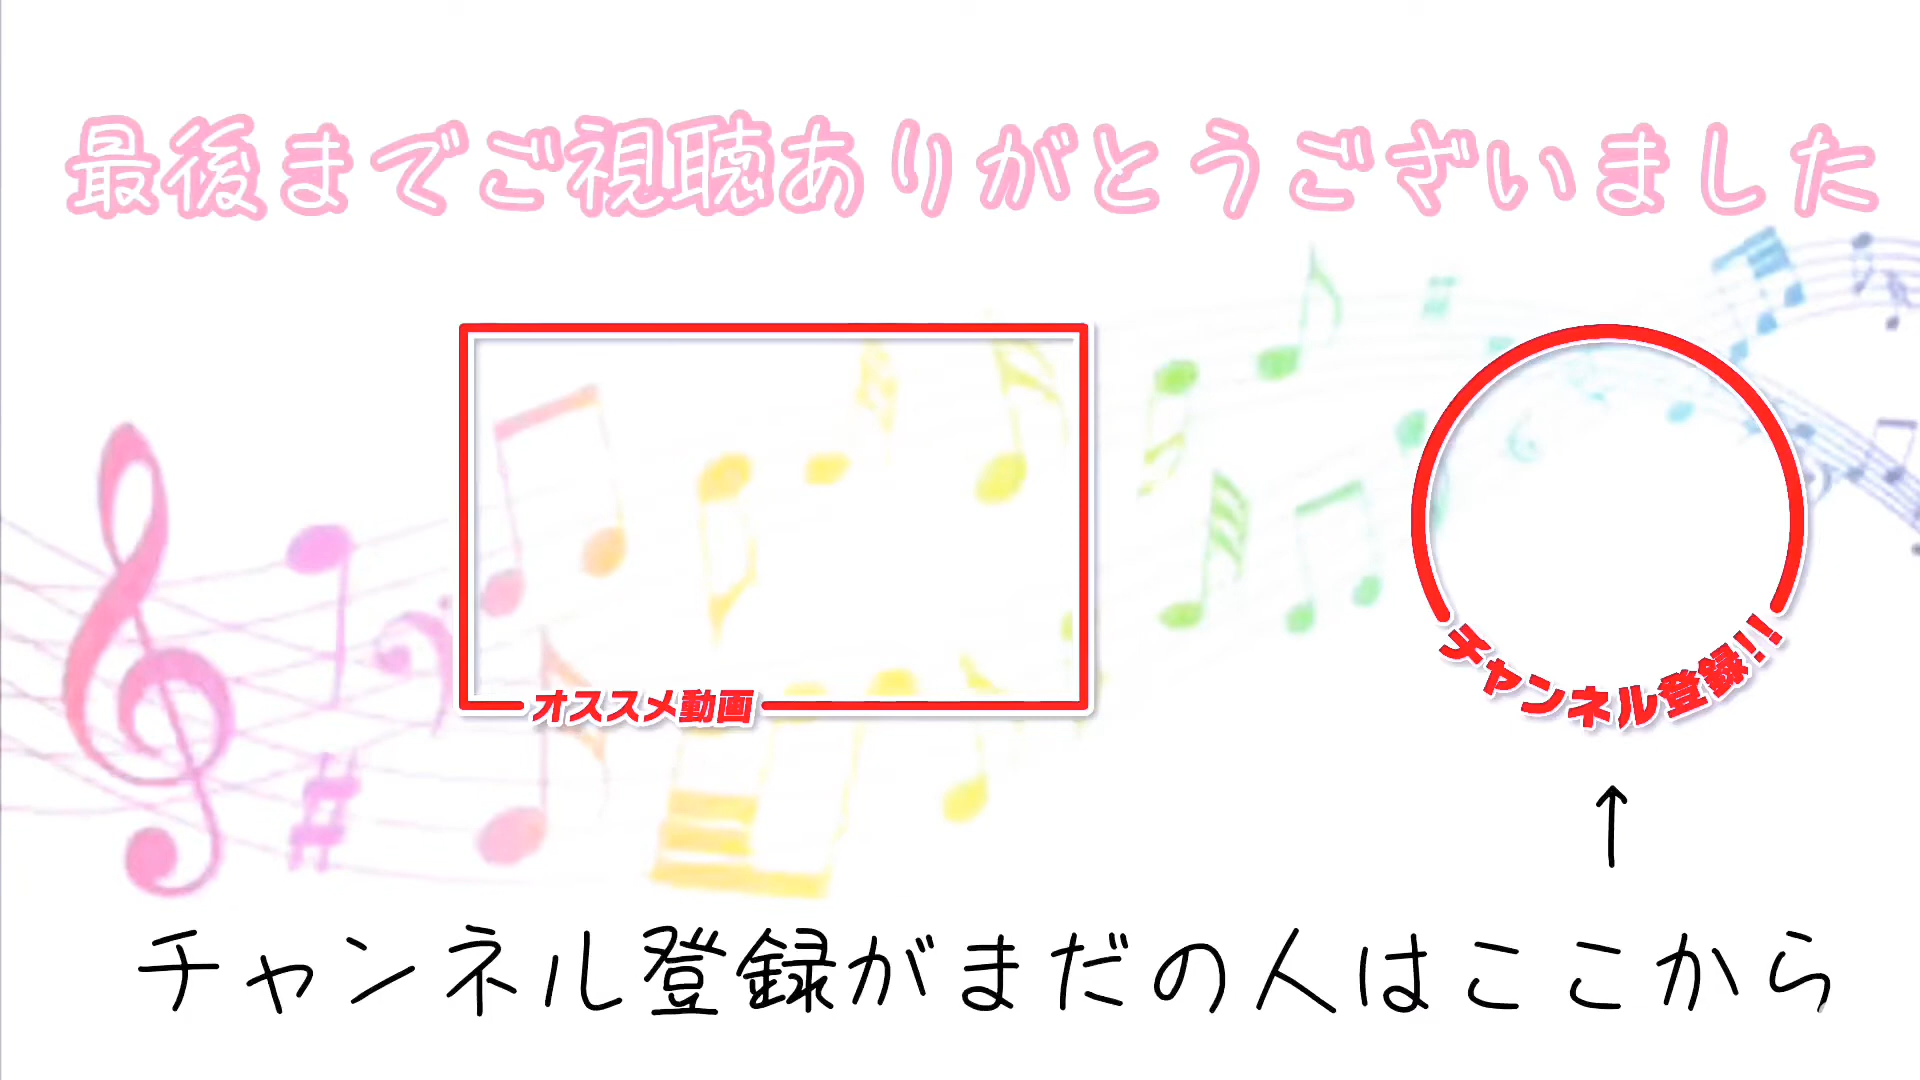 最後までご視聴ありがとうございました
オススメ動画
チャンネル登録!!
↑
チャンネル登録がまだの人はここから